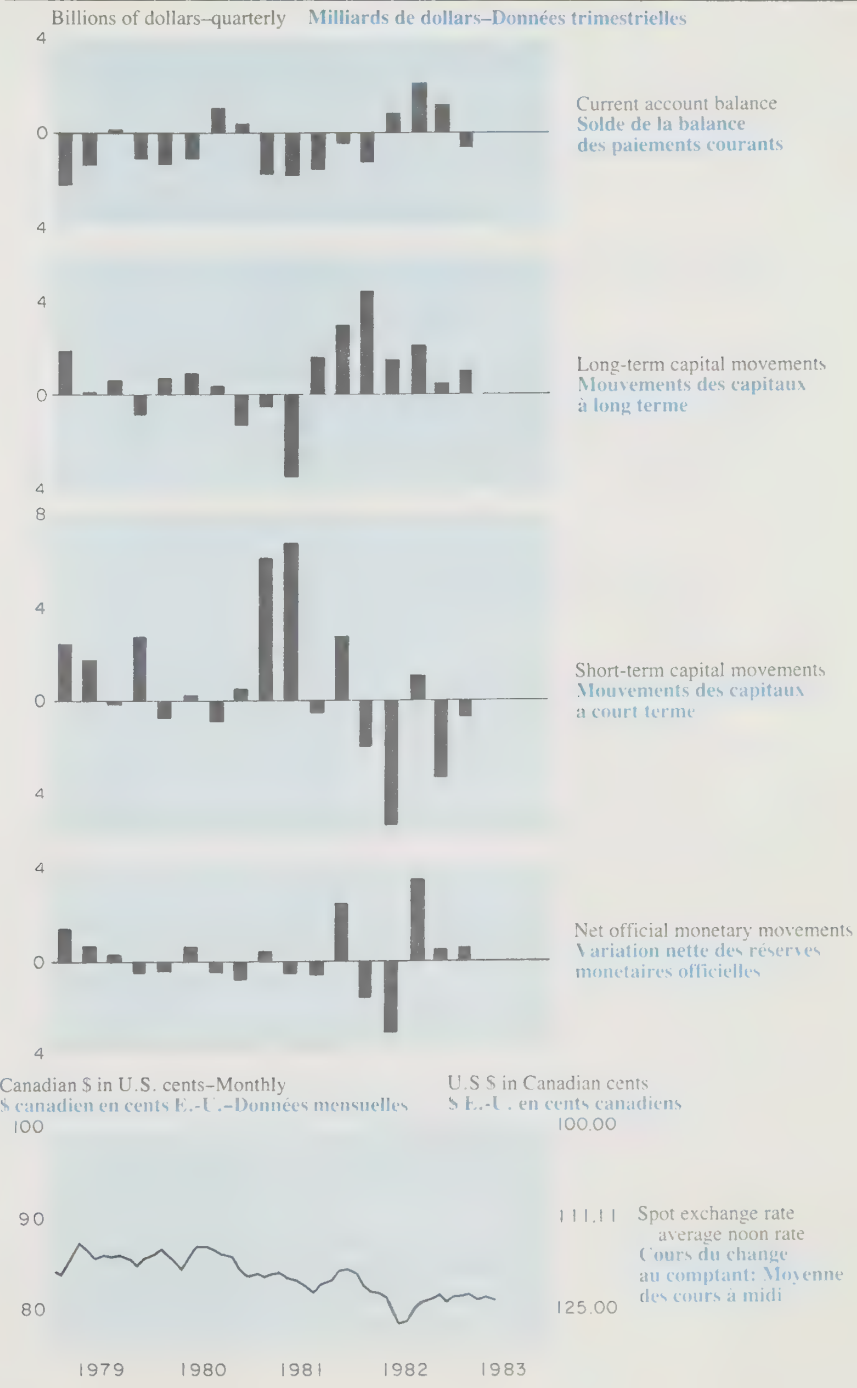 Billions of dollars–quarterly Milliards de dollars–Données trimestrielles
4
0
4
Current account balance
Solde de la balance
des paiements courants
4
0
4
Long-term capital movements
Mouvements des capitaux
à long terme
8
4
0
4
Short-term capital movements
Mouvements des capitaux
a court terme
4
0
4
Net official monetary movements
Variation nette des réserves
monetaires officielles
Canadian $ in U.S. cents–Monthly
$ canadien en cents E.-U.–Données mensuelles
U.S $ in Canadian cents
$ E.-U. en cents canadiens
100
90
80
100.00
111.11
125.00
Spot exchange rate
average noon rate
Cours du change
au comptant: Moyenne
des cours à midi
1979 1980 1981 1982 1983